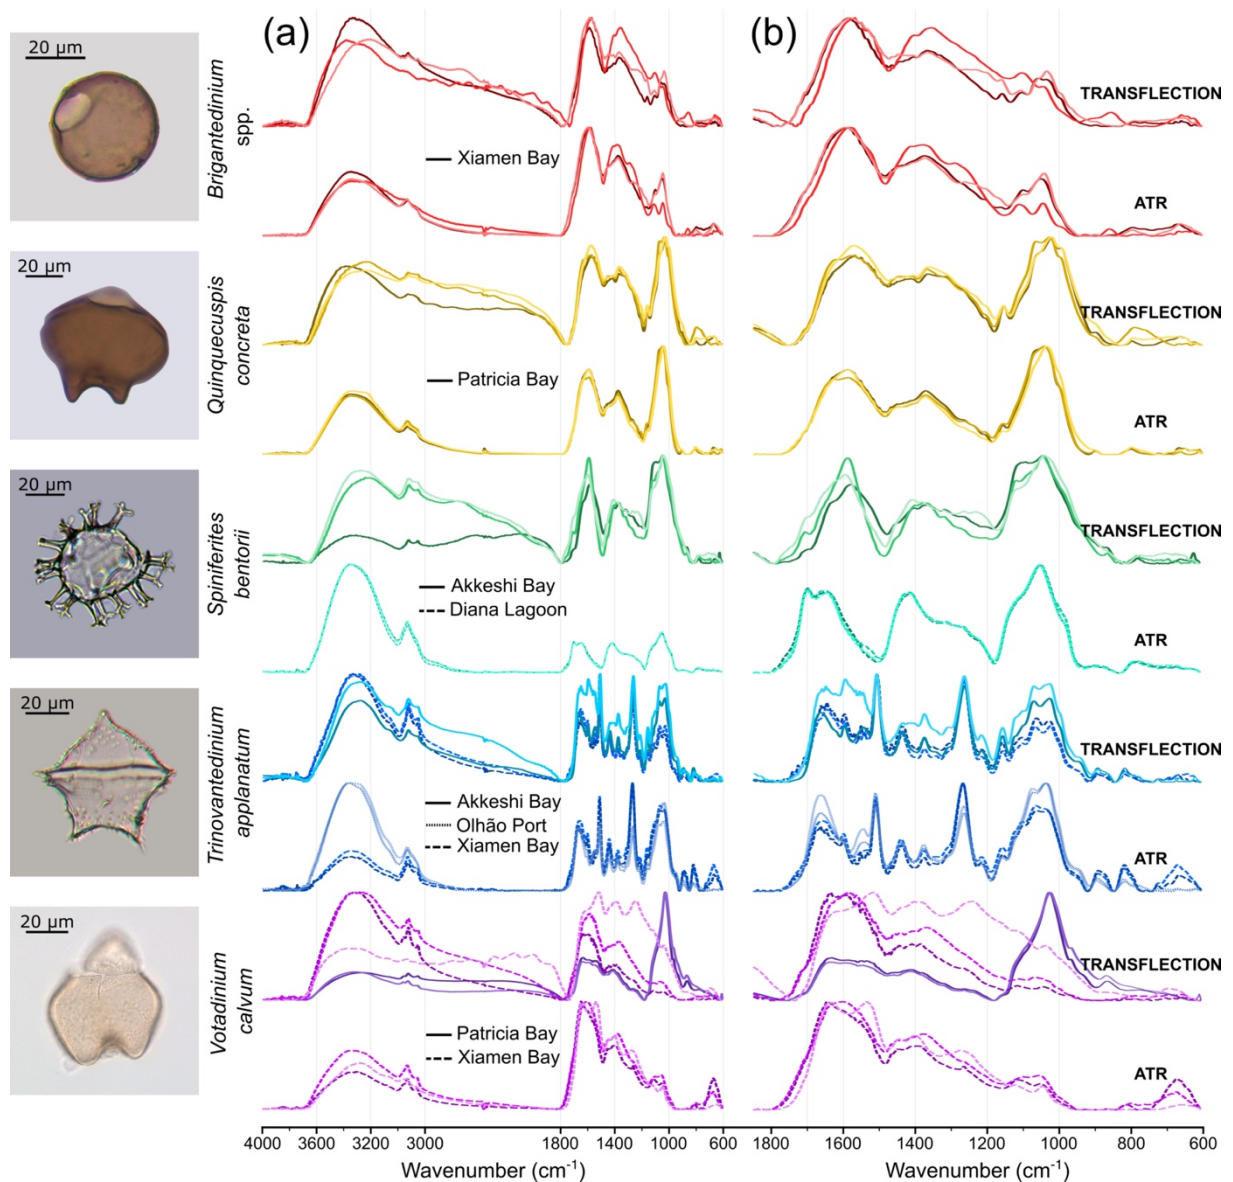 (a)
(b)
20 µm
Brigantedinium
spp.
TRANSFLECTION
Xiamen Bay
ATR
20 µm
Quinquecuspis
concreta
TRANSFLECTION
Patricia Bay
ATR
20 µm
Spiniferites
bentorii
TRANSFLECTION
Akkeshi Bay
Diana Lagoon
ATR
20 µm
Trinovantedinium
applanatum
TRANSFLECTION
Akkeshi Bay
Olhão Port
Xiamen Bay
ATR
20 µm
Votadinium
calvum
TRANSFLECTION
Patricia Bay
Xiamen Bay
ATR
4000 3600 3200 3000 1800 1400 1000 600
1800 1600 1400 1200 1000 800 600
Wavenumber (cm⁻¹)
Wavenumber (cm⁻¹)